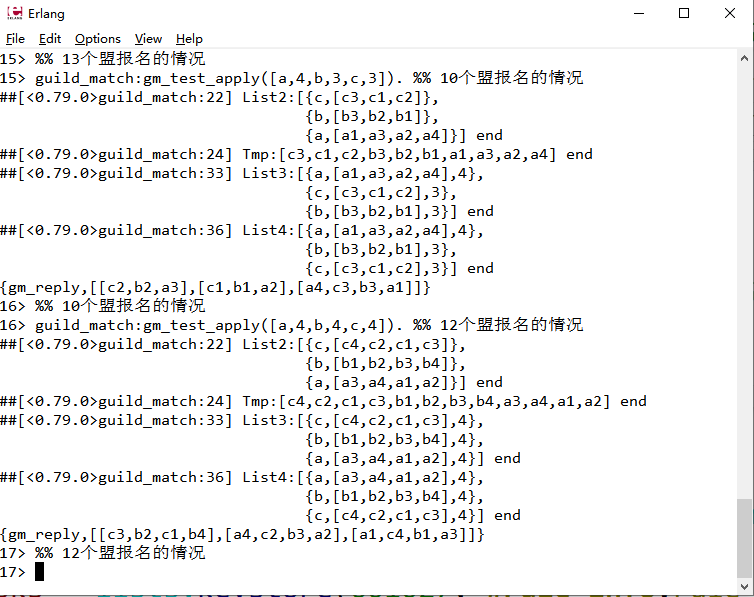 Erlang
File Edit Options View Help
15> %% 13个盟报名的情况
15> guild_match:gm_test_apply([a,4,b,3,c,3]). %% 10个盟报名的情况
##[<0.79.0>guild_match:22] List2:[{c,[c3,c1,c2]},
{b,[b3,b2,b1]},
{a,[a1,a3,a2,a4]}] end
##[<0.79.0>guild_match:24] Tmp:[c3,c1,c2,b3,b2,b1,a1,a3,a2,a4] end
##[<0.79.0>guild_match:33] List3:[{a,[a1,a3,a2,a4],4},
{c,[c3,c1,c2],3},
{b,[b3,b2,b1],3}] end
##[<0.79.0>guild_match:36] List4:[{a,[a1,a3,a2,a4],4},
{b,[b3,b2,b1],3},
{c,[c3,c1,c2],3}] end
{gm_reply,[[c2,b2,a3],[c1,b1,a2],[a4,c3,b3,a1]]}
16> %% 10个盟报名的情况
16> guild_match:gm_test_apply([a,4,b,4,c,4]). %% 12个盟报名的情况
##[<0.79.0>guild_match:22] List2:[{c,[c4,c2,c1,c3]},
{b,[b1,b2,b3,b4]},
{a,[a3,a4,a1,a2]}] end
##[<0.79.0>guild_match:24] Tmp:[c4,c2,c1,c3,b1,b2,b3,b4,a3,a4,a1,a2] end
##[<0.79.0>guild_match:33] List3:[{c,[c4,c2,c1,c3],4},
{b,[b1,b2,b3,b4],4},
{a,[a3,a4,a1,a2],4}] end
##[<0.79.0>guild_match:36] List4:[{a,[a3,a4,a1,a2],4},
{b,[b1,b2,b3,b4],4},
{c,[c4,c2,c1,c3],4}] end
{gm_reply,[[c3,b2,c1,b4],[a4,c2,b3,a2],[a1,c4,b1,a3]]}
17> %% 12个盟报名的情况
17>